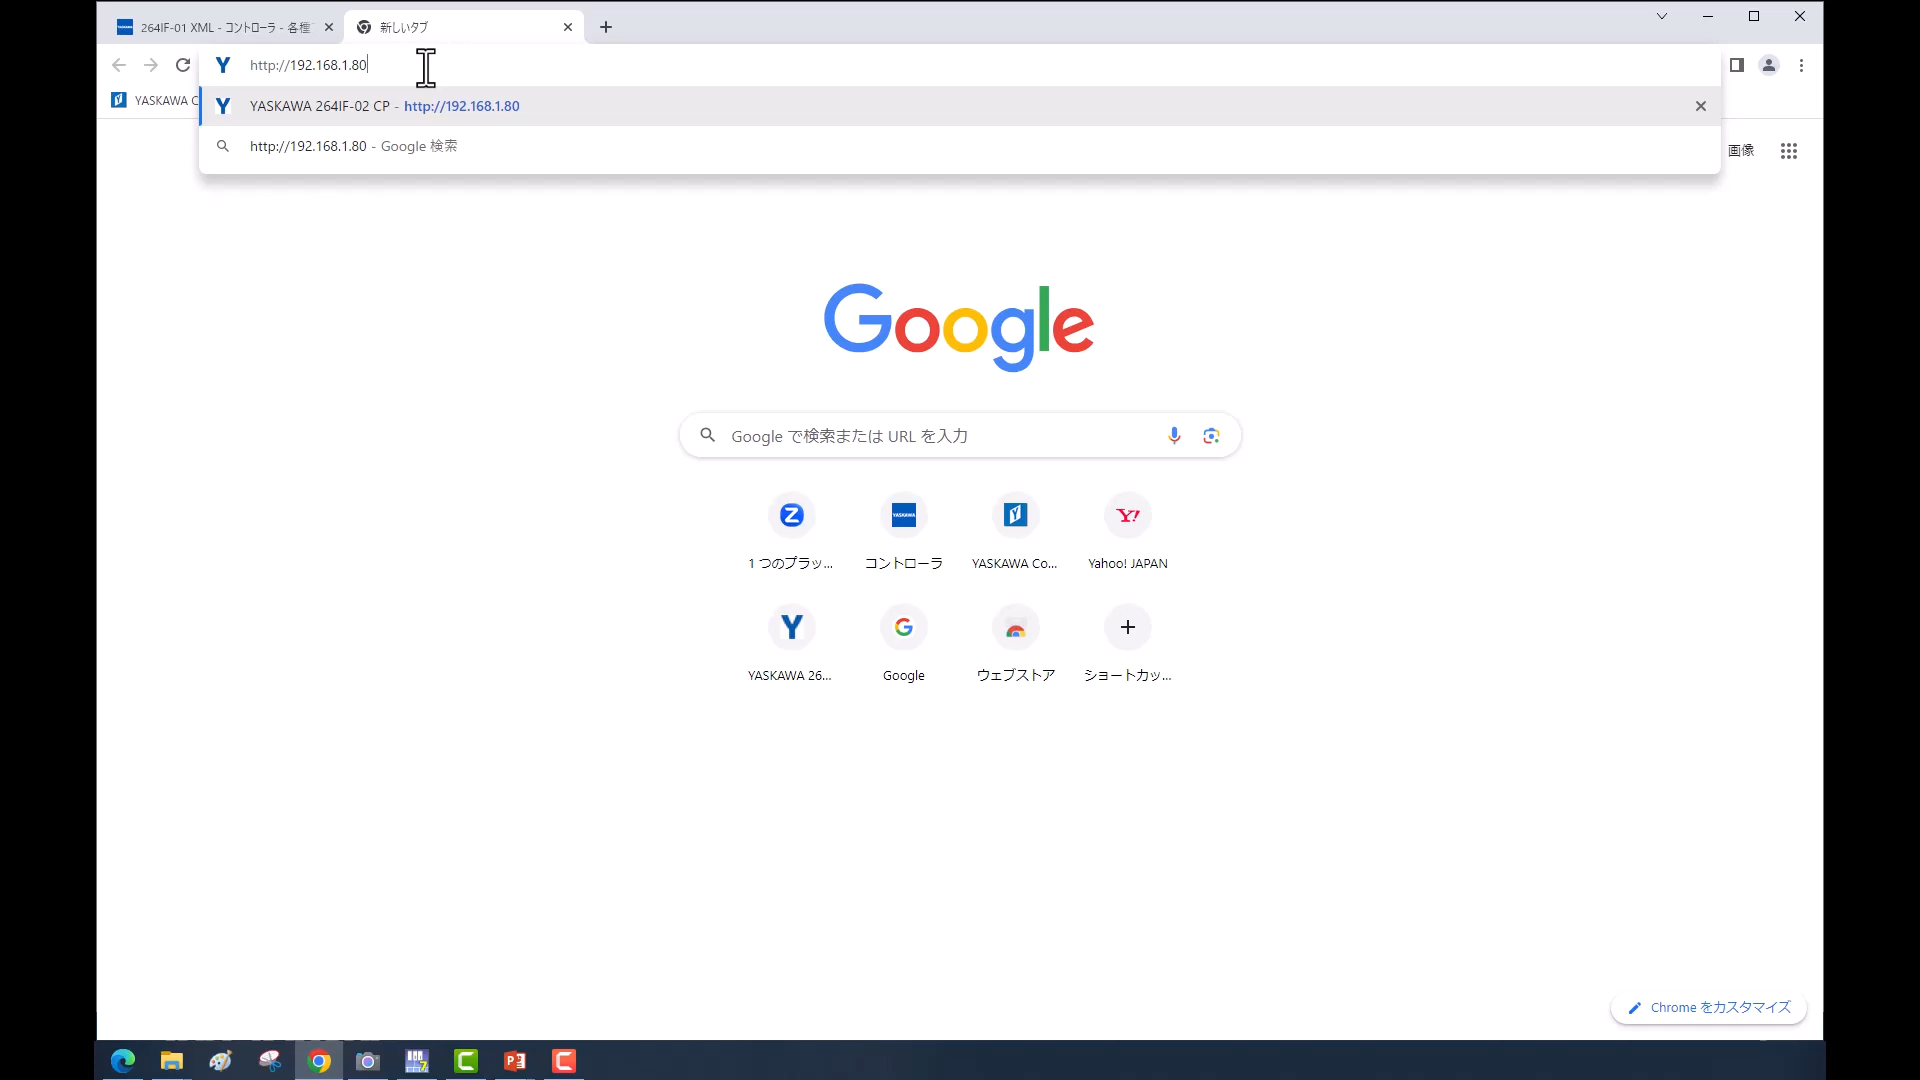 264IF-01 XML - コントローラ - 各種
新しいタブ
http://192.168.1.80
YASKAWA C
YASKAWA 264IF-02 CP - http://192.168.1.80
http://192.168.1.80 - Google 検索
画像
Google
Google で検索または URL を入力
1 つのプラッ...
コントローラ
YASKAWA Co...
Yahoo! JAPAN
YASKAWA 26...
Google
ウェブストア
ショートカッ...
Chrome をカスタマイズ